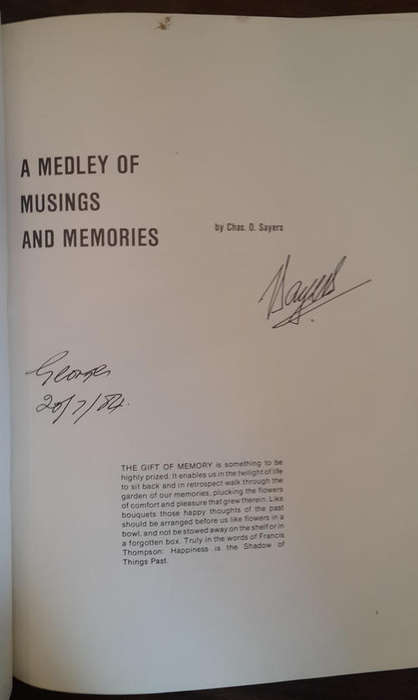 A MEDLEY OF
MUSINGS
AND MEMORIES
by Chas. O. Sayers
Sayers
George
20/7/84.
THE GIFT OF MEMORY is something to be
highly prized. It enables us in the twilight of life
to sit back and in retrospect walk through the
garden of our memories, plucking the flowers
of comfort and pleasure that grew therein. Like
bouquets those happy thoughts of the past
should be arranged before us like flowers in a
bowl, and not be stowed away on the shelf or in
a forgotten box. Truly in the words of Francis
Thompson: Happiness is the Shadow of
Things Past.